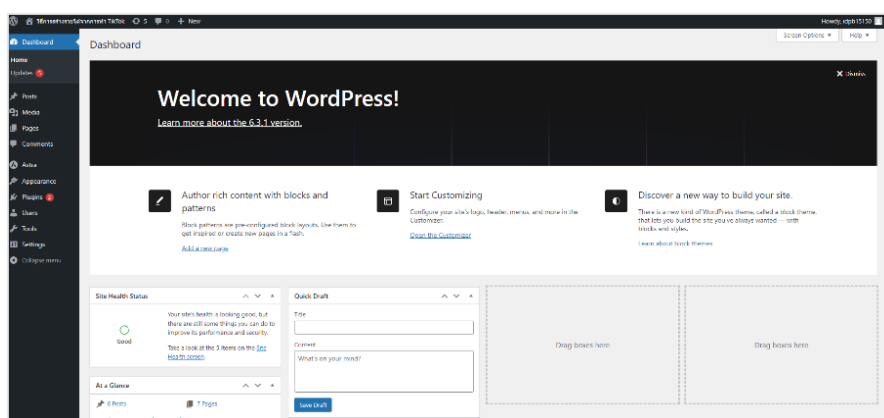 5 0 + New
Howdy, idpb15150
Screen Options ▼ Help ▼
Dashboard
Home
Updates 5
Posts
Media
Pages
Comments
Astra
Appearance
Plugins 2
Users
Tools
Settings
Collapse menu
Dashboard
Dismiss
Welcome to WordPress!
Learn more about the 6.3.1 version.
Author rich content with blocks and
patterns
Block patterns are pre-configured block layouts. Use them to
get inspired or create new pages in a flash.
Add a new page
Start Customizing
Configure your site's logo, header, menus, and more in the
Customizer.
Open the Customizer
Discover a new way to build your site.
There is a new kind of WordPress theme, called a block theme,
that lets you build the site you've always wanted — with
blocks and styles.
Learn about block themes
Site Health Status
Good
Your site's health is looking good, but
there are still some things you can do to
improve its performance and security.
Take a look at the 5 items on the Site
Health screen.
At a Glance
6 Posts 7 Pages
Quick Draft
Title
Content
What's on your mind?
Save Draft
Drag boxes here
Drag boxes here